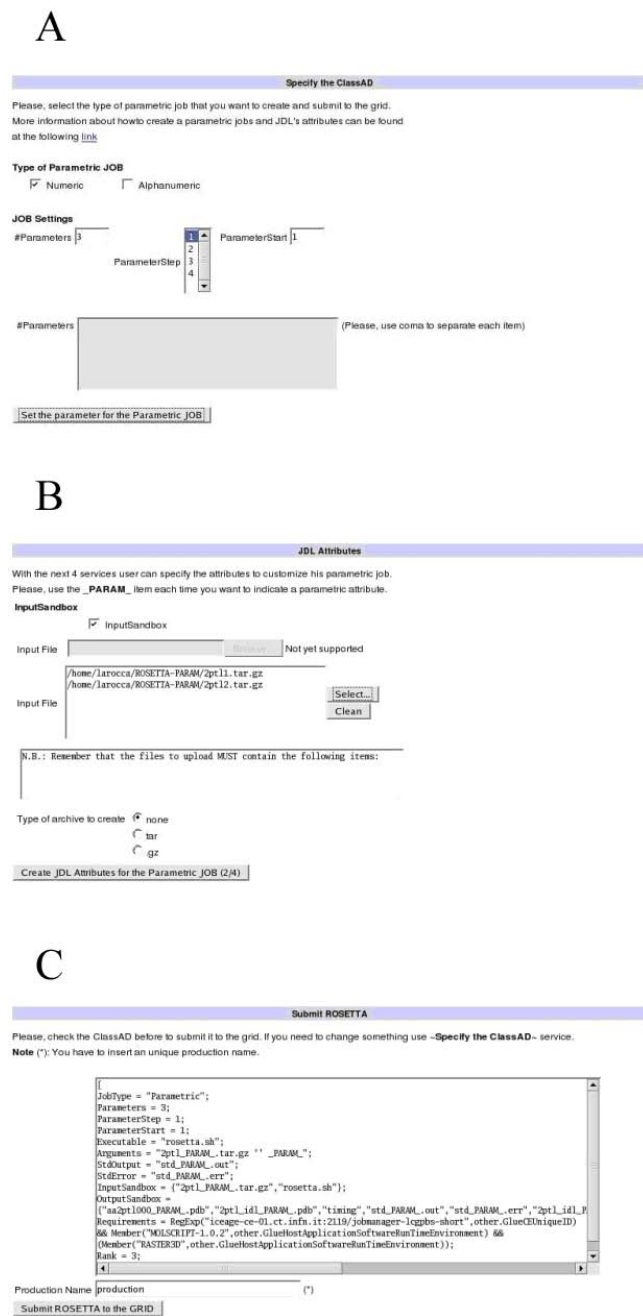 A
Specify the ClassAD
Please, select the type of parametric job that you want to create and submit to the grid.
More information about howto create a parametric jobs and JDL's attributes can be found
at the following link
Type of Parametric JOB
Numeric Alphanumeric
JOB Settings
#Parameters 3 ParameterStep 1 2 3 4 ParameterStart 1
#Parameters (Please, use coma to separate each item)
Set the parameter for the Parametric JOB
B
JDL Attributes
With the next 4 services user can specify the attributes to customize his parametric job.
Please, use the _PARAM_ item each time you want to indicate a parametric attribute.
InputSandbox
InputSandbox
Input File Not yet supported
/home/larocca/ROSETTA-PARAM/2ptl1.tar.gz
/home/larocca/ROSETTA-PARAM/2ptl2.tar.gz
Input File Select...
Clean
N.B.: Remember that the files to upload MUST contain the following items:
Type of archive to create none
tar
.gz
Create JDL Attributes for the Parametric JOB (2/4)
C
Submit ROSETTA
Please, check the ClassAD before to submit it to the grid. If you need to change something use ~Specify the ClassAD~ service.
Note (*): You have to insert an unique production name.
[
JobType = "Parametric";
Parameters = 3;
ParameterStep = 1;
ParameterStart = 1;
Executable = "rosetta.sh";
Arguments = "2ptl_PARAM_.tar.gz '' _PARAM_";
StdOutput = "std_PARAM_.out";
StdError = "std_PARAM_.err";
InputSandbox = {"2ptl_PARAM_.tar.gz","rosetta.sh"};
OutputSandbox =
{"aa2ptl000_PARAM_.pdb","2ptl_idl_PARAM_.pdb","timing","std_PARAM_.out","std_PARAM_.err","2ptl_idl_P
Requirements = RegExp("iceage-ce-01.ct.infn.it:2119/jobmanager-lcgpbs-short",other.GlueCEUniqueID)
&& Member("MOLSCRIPT-1.0.2",other.GlueHostApplicationSoftwareRunTimeEnvironment) &&
(Member("RASTER3D",other.GlueHostApplicationSoftwareRunTimeEnvironment));
Rank = 3;
Production Name production (*)
Submit ROSETTA to the GRID